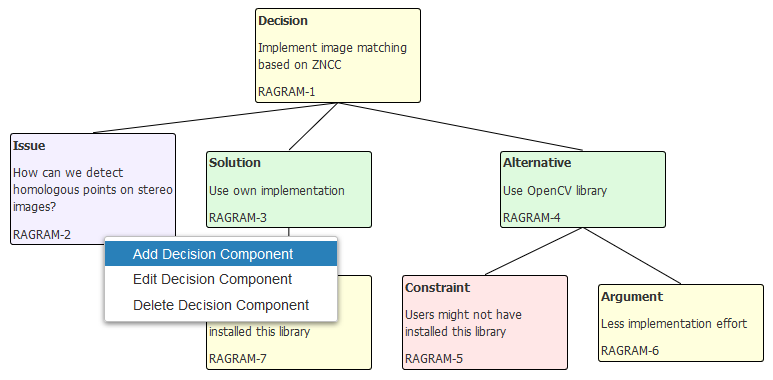 Decision
Implement image matching
based on ZNCC
RAGRAM-1
Issue
How can we detect
homologous points on stereo
images?
RAGRAM-2
Solution
Use own implementation
RAGRAM-3
Alternative
Use OpenCV library
RAGRAM-4
Add Decision Component
Edit Decision Component
Delete Decision Component
installed this library
RAGRAM-7
Constraint
Users might not have
installed this library
RAGRAM-5
Argument
Less implementation effort
RAGRAM-6